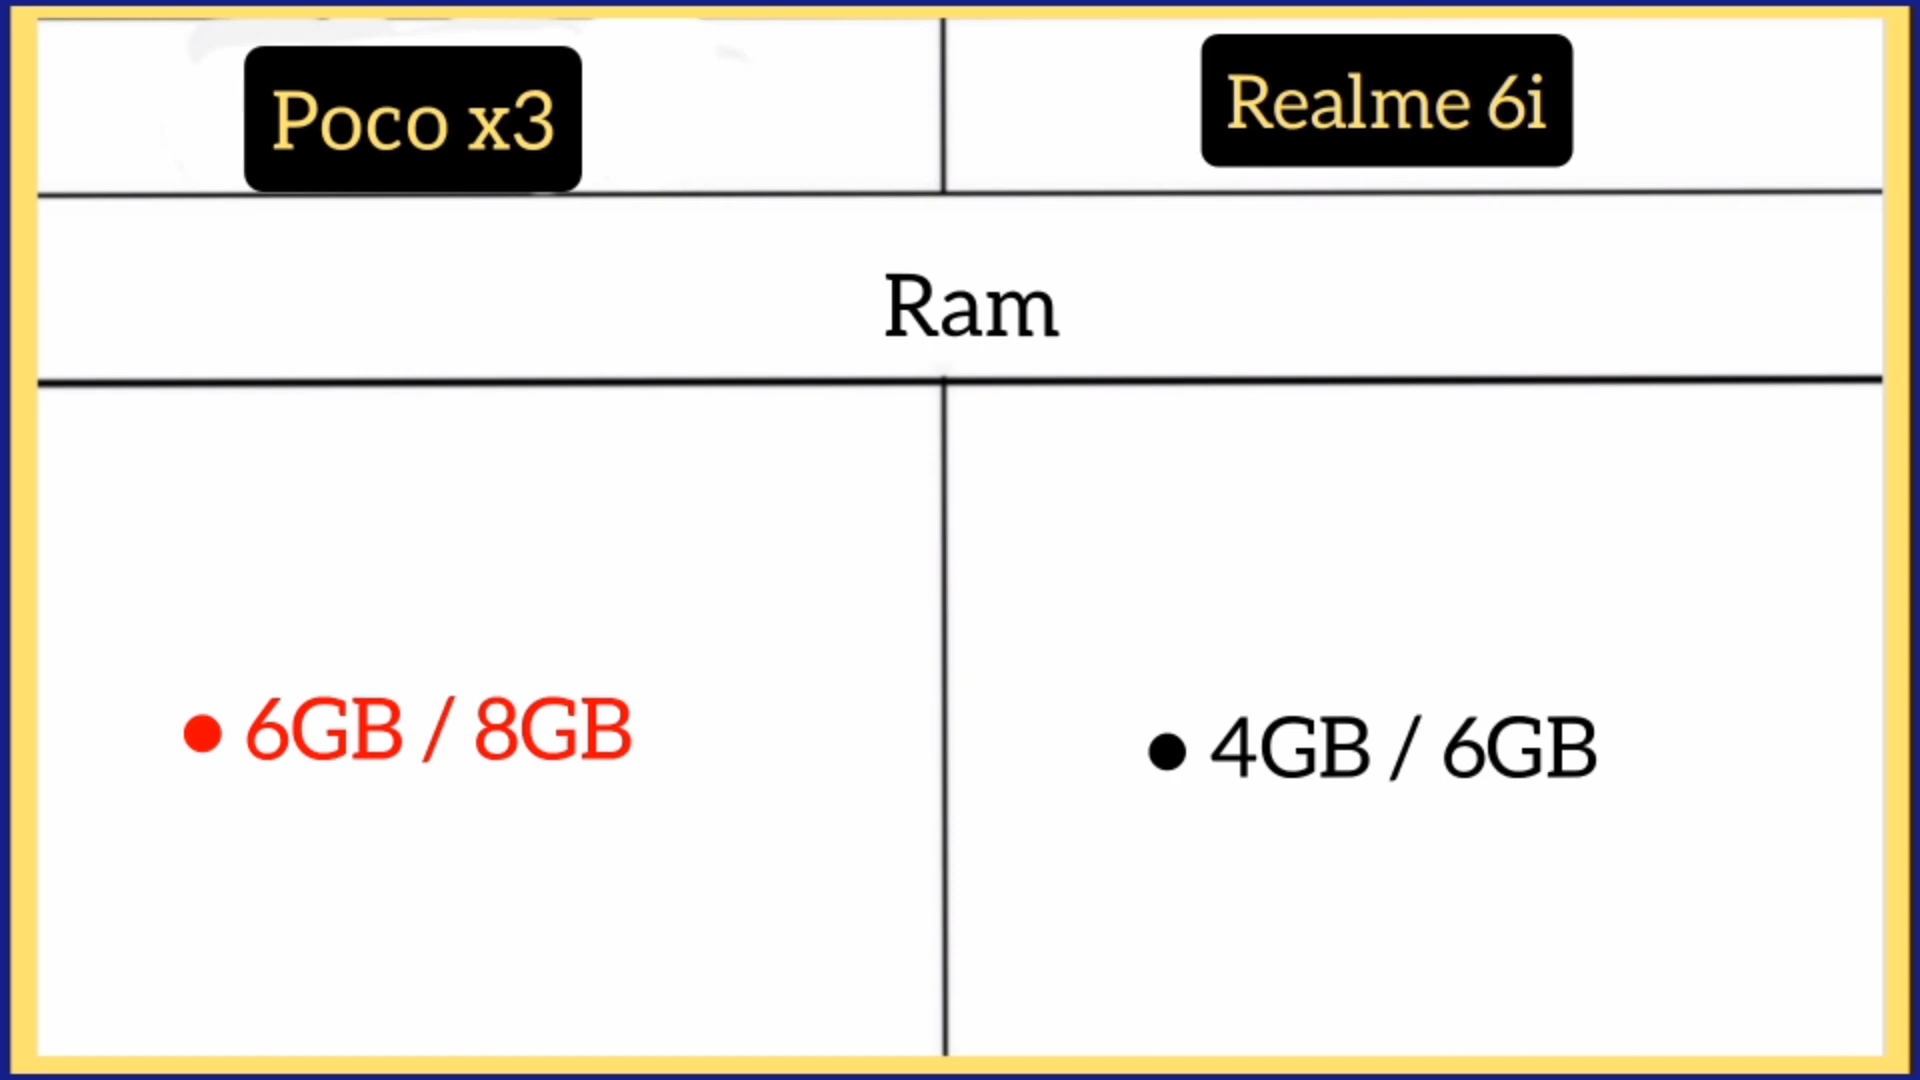 Poco x3
Realme 6i
Ram
• 6GB / 8GB
• 4GB / 6GB